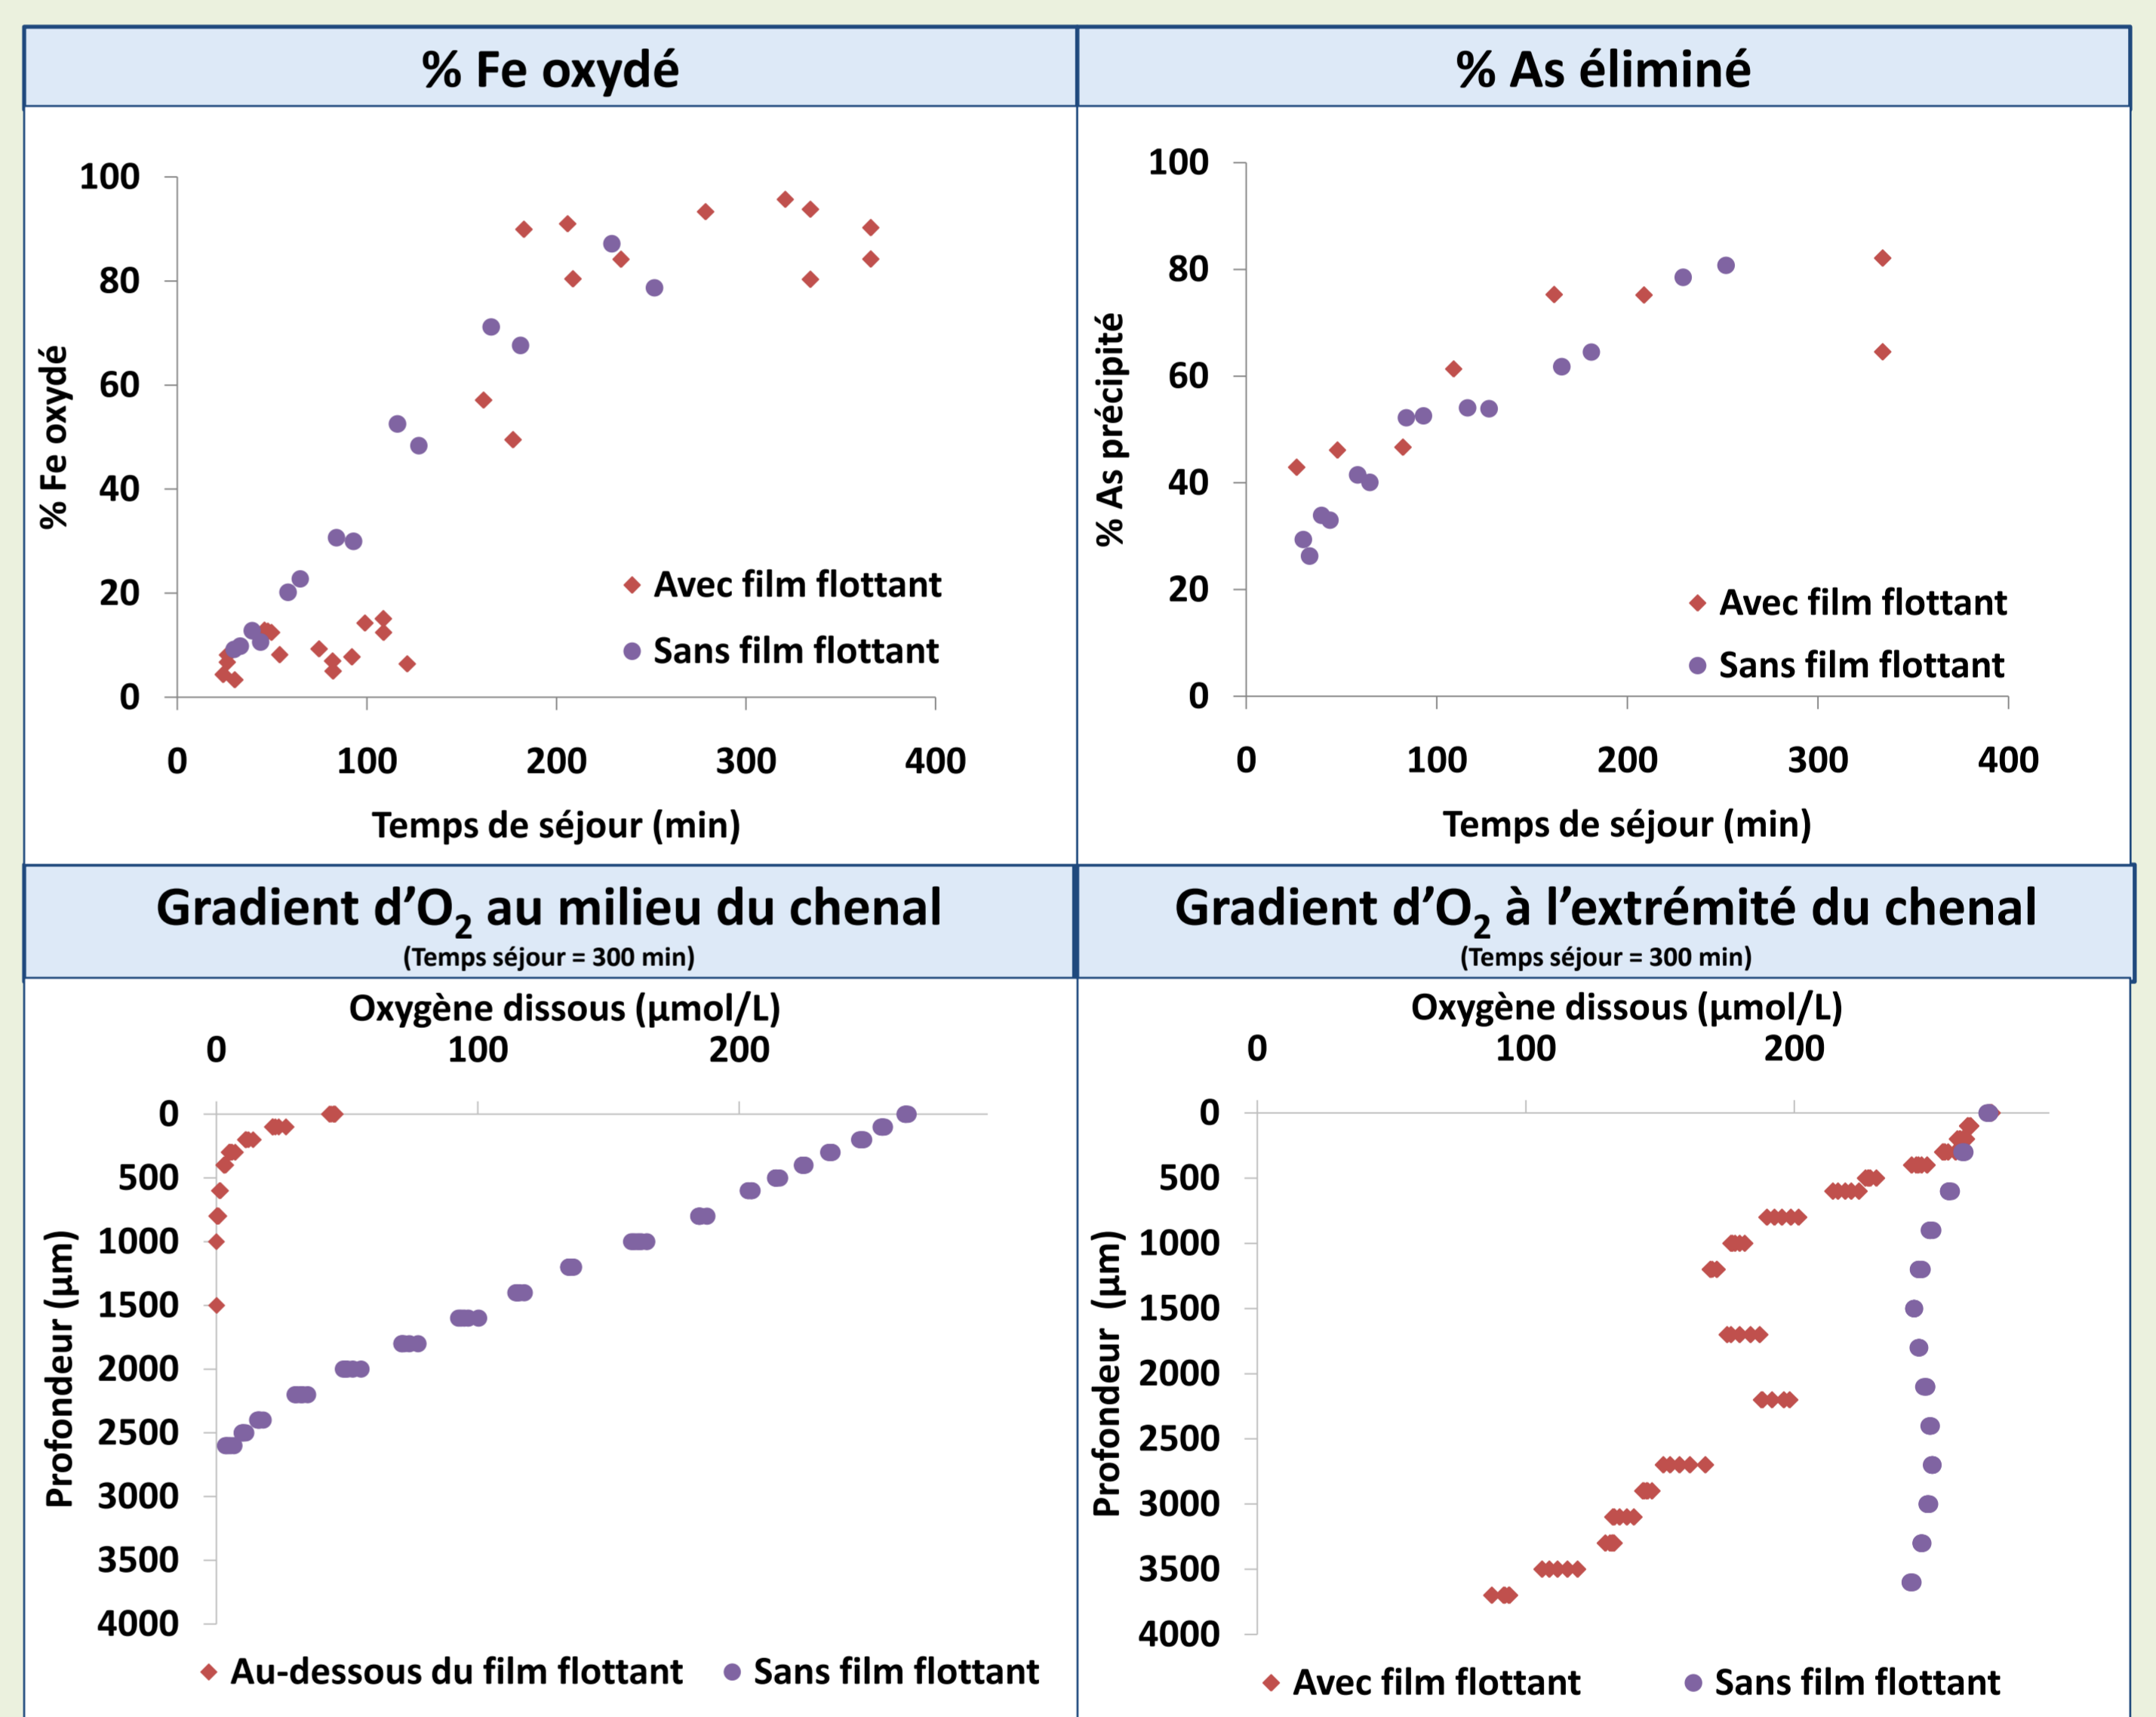 % Fe oxydé
% As éliminé
100
80
60
40
20
0
% Fe oxydé
Avec film flottant
Sans film flottant
0 100 200 300 400
Temps de séjour (min)
100
80
60
40
20
0
% As précipité
Avec film flottant
Sans film flottant
0 100 200 300 400
Temps de séjour (min)
Gradient d’O2 au milieu du chenal
(Temps séjour = 300 min)
Gradient d’O2 à l’extrémité du chenal
(Temps séjour = 300 min)
Oxygène dissous (µmol/L)
0 100 200
0
500
1000
1500
2000
2500
3000
3500
4000
Profondeur (µm)
Au-dessous du film flottant Sans film flottant
Oxygène dissous (µmol/L)
0 100 200
0
500
1000
1500
2000
2500
3000
3500
4000
Profondeur (µm)
Avec film flottant Sans film flottant